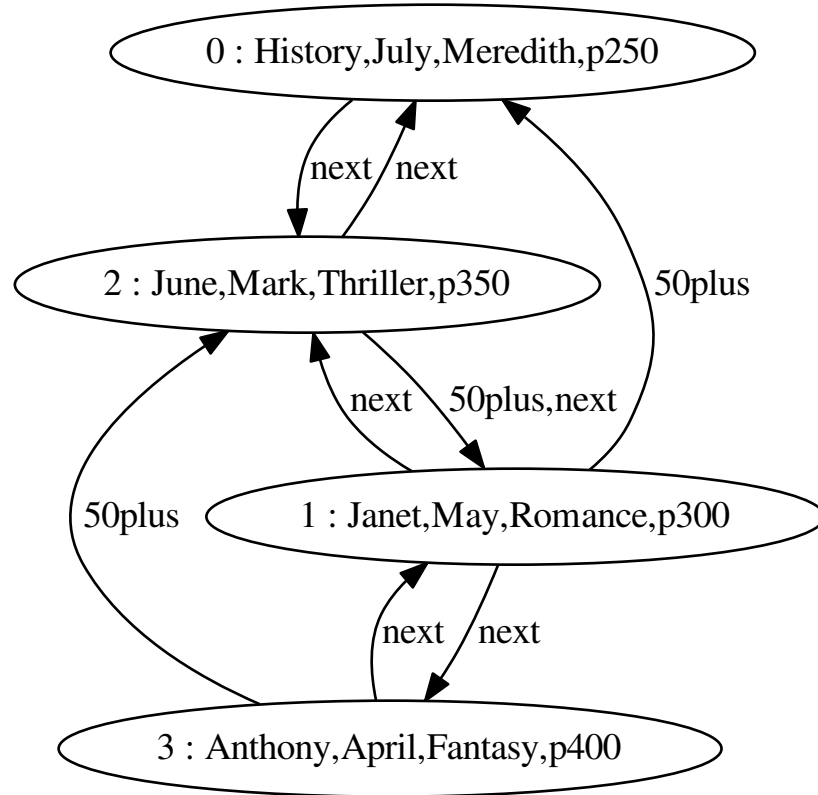 0 : History,July,Meredith,p250
next
next
2 : June,Mark,Thriller,p350
50plus
next
50plus,next
50plus
1 : Janet,May,Romance,p300
next
next
3 : Anthony,April,Fantasy,p400